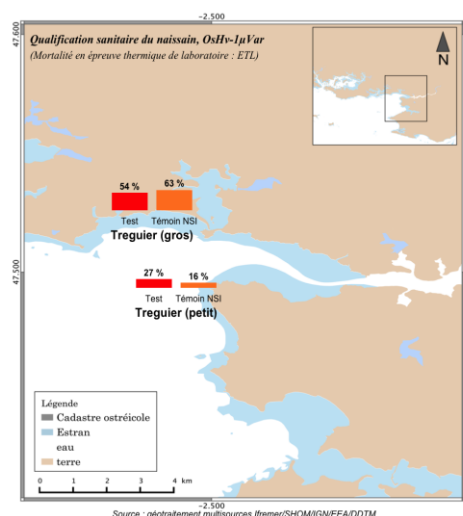 -2.500
47.600
Qualification sanitaire du naissain, OsHv-1µVar
(Mortalité en épreuve thermique de laboratoire : ETL)
N
54 %
63 %
Test
Témoin NSI
Treguier (gros)
47.500
47.500
27 %
16 %
Test
Témoin NSI
Treguier (petit)
Légende
Cadastre ostréicole
Estran
eau
terre
0 1 2 3 4 km
-2.500
Source : géotraitement multisources Ifremer/SHOM/IGN/EEA/DDTM